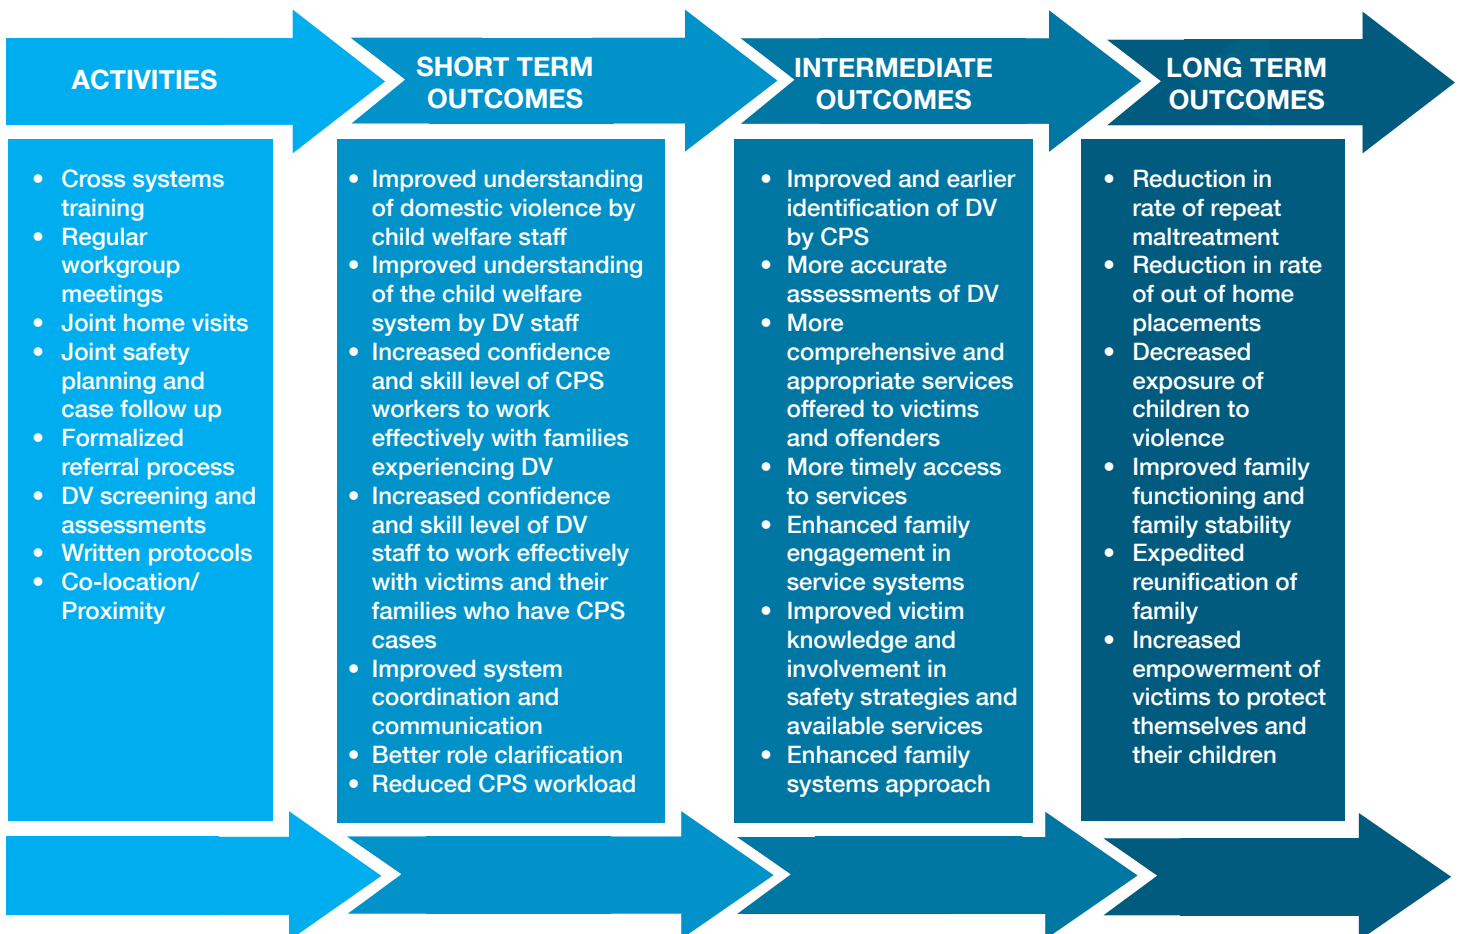 ACTIVITIES
• Cross systems
training
• Regular
workgroup
meetings
• Joint home visits
• Joint safety
planning and
case follow up
• Formalized
referral process
• DV screening and
assessments
• Written protocols
• Co-location/
Proximity
SHORT TERM
OUTCOMES
• Improved understanding
of domestic violence by
child welfare staff
• Improved understanding
of the child welfare
system by DV staff
• Increased confidence
and skill level of CPS
workers to work
effectively with families
experiencing DV
• Increased confidence
and skill level of DV
staff to work effectively
with victims and their
families who have CPS
cases
• Improved system
coordination and
communication
• Better role clarification
• Reduced CPS workload
INTERMEDIATE
OUTCOMES
• Improved and earlier
identification of DV
by CPS
• More accurate
assessments of DV
• More
comprehensive and
appropriate services
offered to victims
and offenders
• More timely access
to services
• Enhanced family
engagement in
service systems
• Improved victim
knowledge and
involvement in
safety strategies and
available services
• Enhanced family
systems approach
LONG TERM
OUTCOMES
• Reduction in
rate of repeat
maltreatment
• Reduction in rate
of out of home
placements
• Decreased
exposure of
children to
violence
• Improved family
functioning and
family stability
• Expedited
reunification of
family
• Increased
empowerment of
victims to protect
themselves and
their children